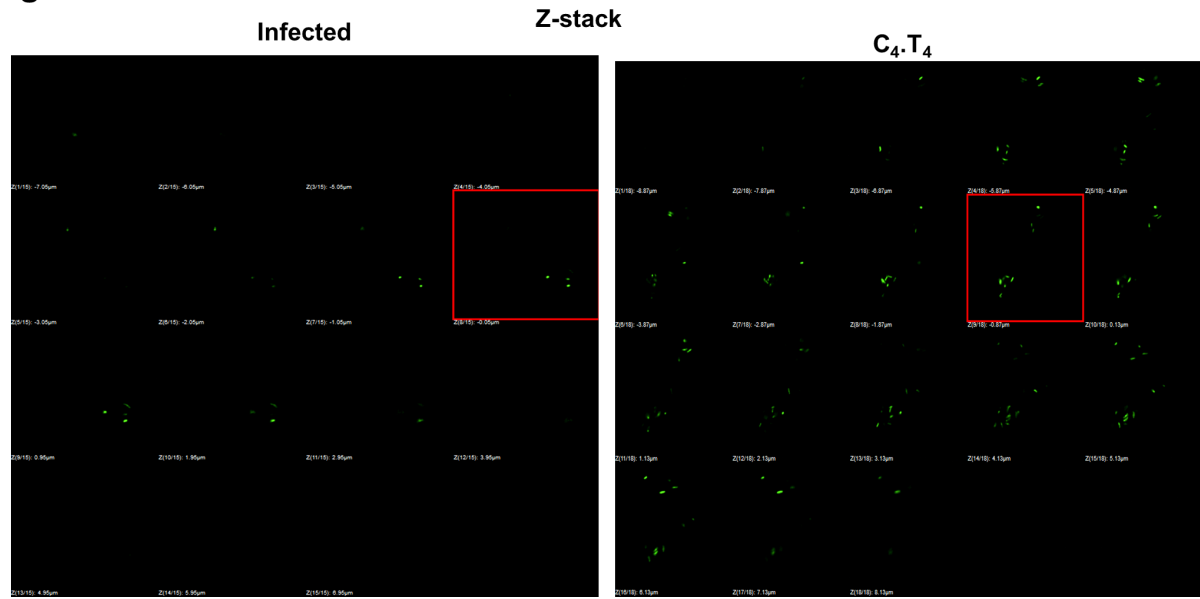 Z-stack
Infected
C₄.T₄
Z(1/15): -7.05µm
Z(2/15): -6.05µm
Z(3/15): -5.05µm
Z(4/15): -4.05µm
Z(5/15): -3.05µm
Z(6/15): -2.05µm
Z(7/15): -1.05µm
Z(8/15): -0.05µm
Z(9/15): 0.95µm
Z(10/15): 1.95µm
Z(11/15): 2.95µm
Z(12/15): 3.95µm
Z(13/15): 4.95µm
Z(14/15): 5.95µm
Z(15/15): 6.95µm
Z(1/18): -8.87µm
Z(2/18): -7.87µm
Z(3/18): -6.87µm
Z(4/18): -5.87µm
Z(5/18): -4.87µm
Z(6/18): -3.87µm
Z(7/18): -2.87µm
Z(8/18): -1.87µm
Z(9/18): -0.87µm
Z(10/18): 0.13µm
Z(11/18): 1.13µm
Z(12/18): 2.13µm
Z(13/18): 3.13µm
Z(14/18): 4.13µm
Z(15/18): 5.13µm
Z(16/18): 6.13µm
Z(17/18): 7.13µm
Z(18/18): 8.13µm